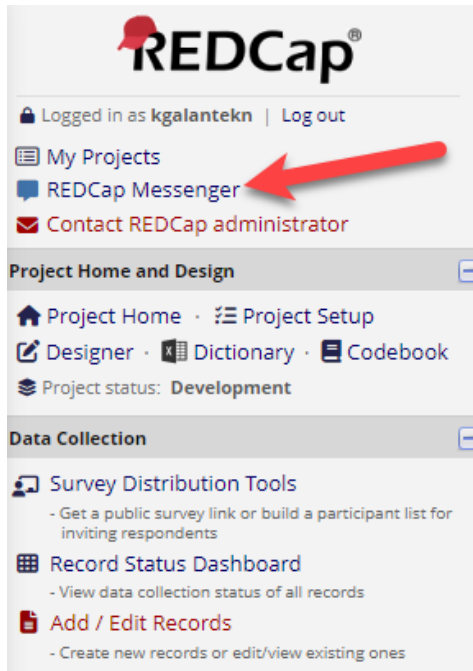 REDCap®
Logged in as kgalantekn | Log out
My Projects
REDCap Messenger
Contact REDCap administrator
Project Home and Design
Project Home · Project Setup
Designer · Dictionary · Codebook
Project status: Development
Data Collection
Survey Distribution Tools
- Get a public survey link or build a participant list for
inviting respondents
Record Status Dashboard
- View data collection status of all records
Add / Edit Records
- Create new records or edit/view existing ones